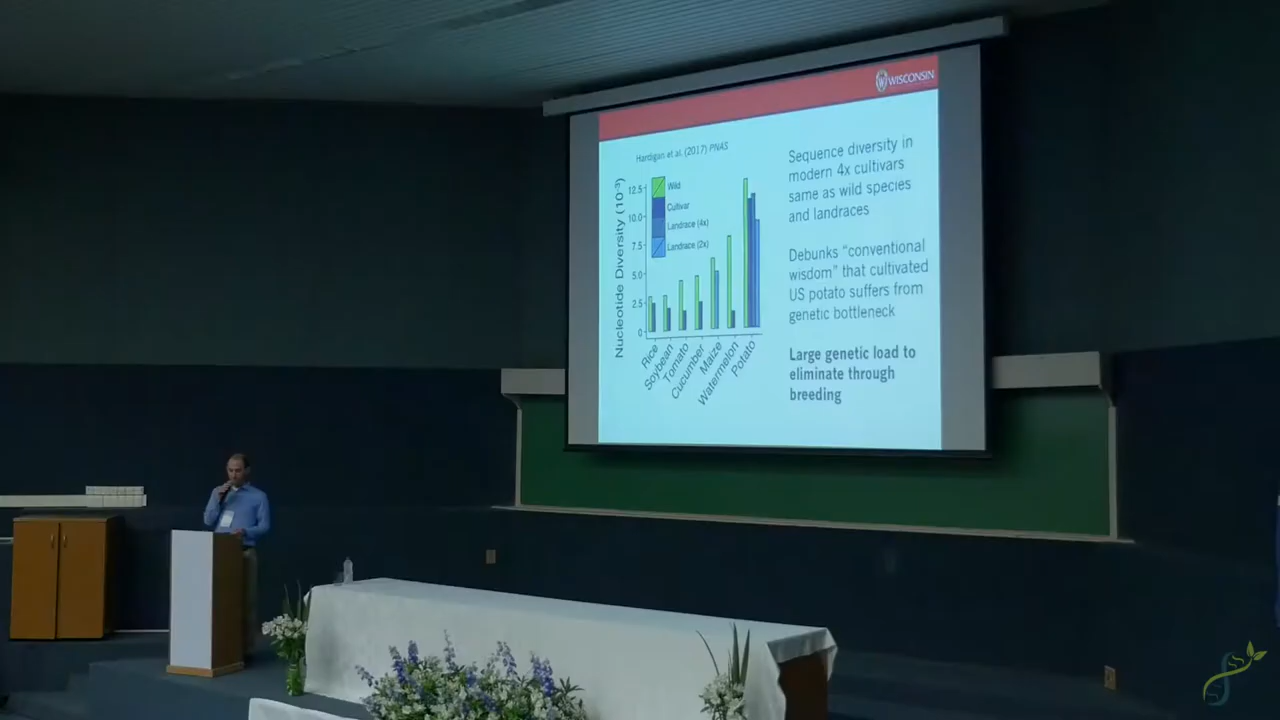 WISCONSIN
Hardigan et al. (2017) PNAS
Nucleotide Diversity (10⁻³)
12.5
10.0
7.5
5.0
2.5
0
Wild
Cultivar
Landrace (4x)
Landrace (2x)
Rice
Soybean
Tomato
Cucumber
Maize
Watermelon
Potato
Sequence diversity in
modern 4x cultivars
same as wild species
and landraces
Debunks “conventional
wisdom” that cultivated
US potato suffers from
genetic bottleneck
Large genetic load to
eliminate through
breeding